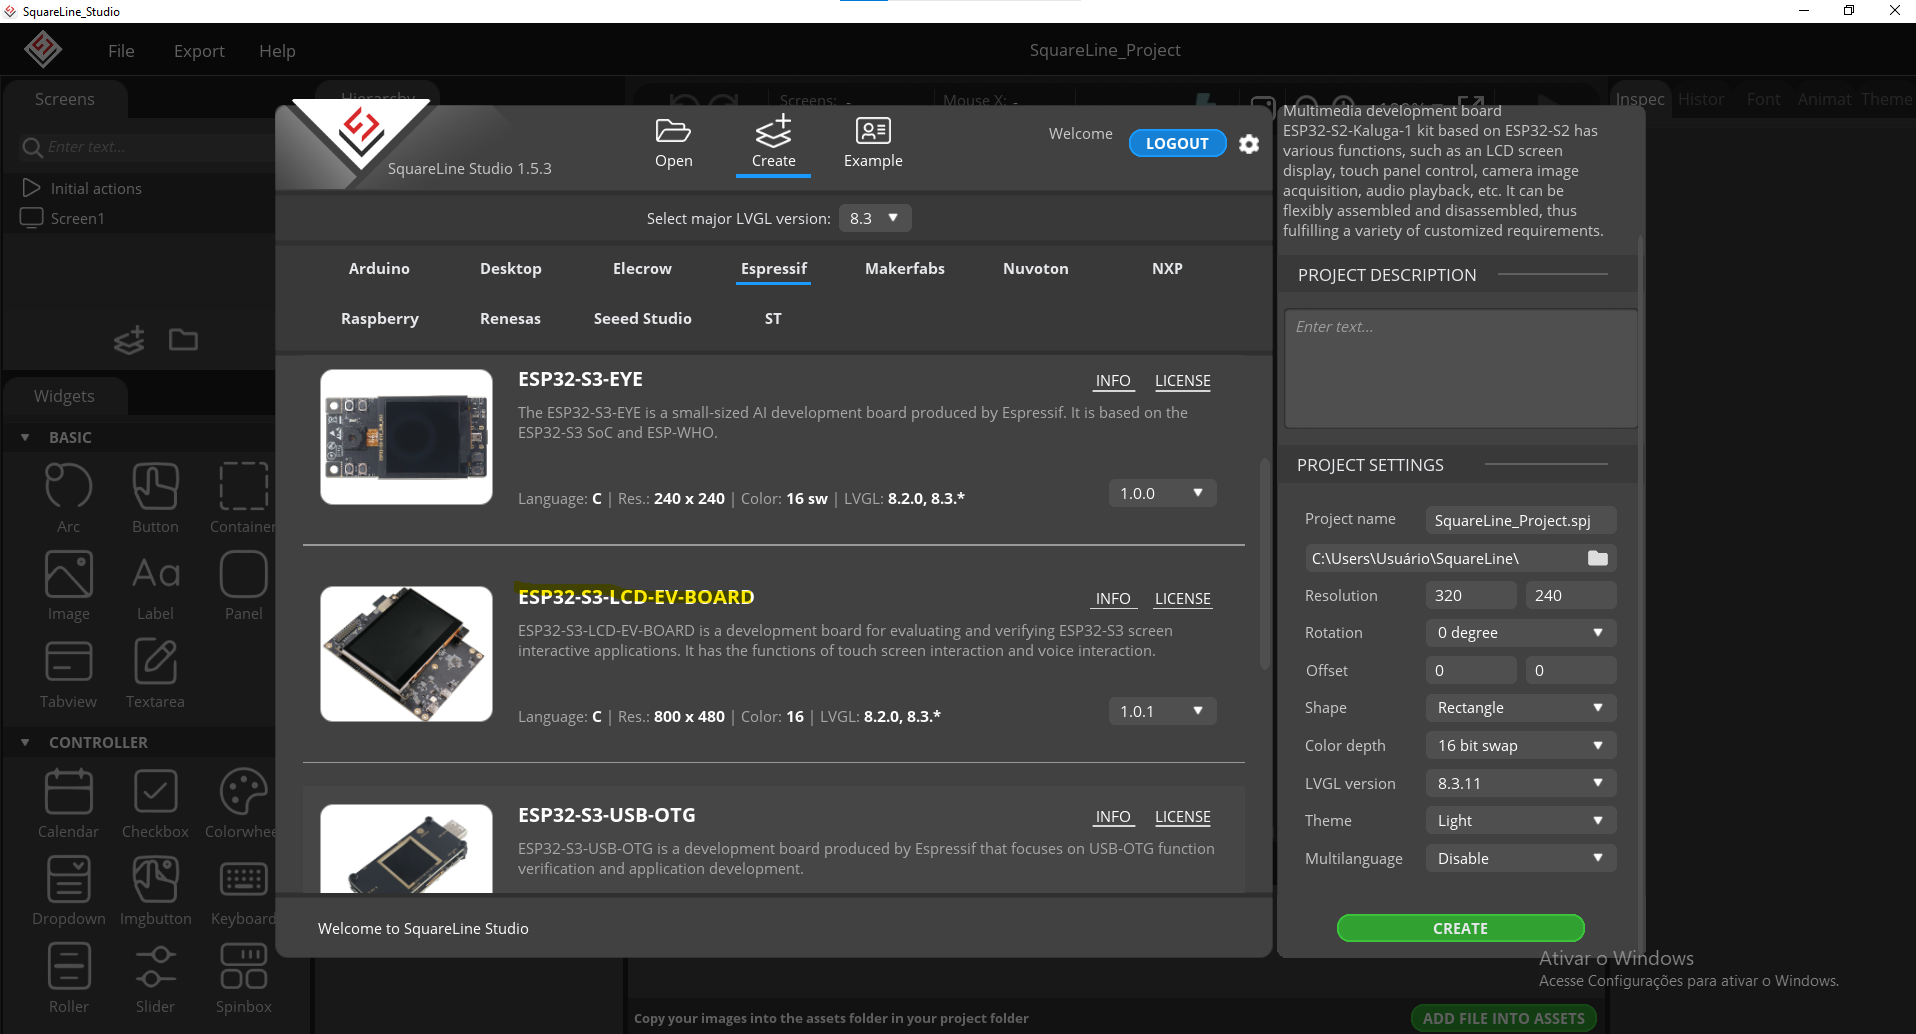 SquareLine_Studio
File
Export
Help
SquareLine_Project
Screens
Hierarchy
Screens: -
Mouse X: -
Inspec
Histor
Font
Animat
Theme
Enter text...
Initial actions
Screen1
SquareLine Studio 1.5.3
Open
Create
Example
Welcome
LOGOUT
Select major LVGL version:
8.3
Arduino
Desktop
Elecrow
Espressif
Makerfabs
Nuvoton
NXP
Raspberry
Renesas
Seeed Studio
ST
ESP32-S3-EYE
INFO
LICENSE
The ESP32-S3-EYE is a small-sized AI development board produced by Espressif. It is based on the
ESP32-S3 SoC and ESP-WHO.
Language: C | Res.: 240 x 240 | Color: 16 sw | LVGL: 8.2.0, 8.3.*
1.0.0
ESP32-S3-LCD-EV-BOARD
INFO
LICENSE
ESP32-S3-LCD-EV-BOARD is a development board for evaluating and verifying ESP32-S3 screen
interactive applications. It has the functions of touch screen interaction and voice interaction.
Language: C | Res.: 800 x 480 | Color: 16 | LVGL: 8.2.0, 8.3.*
1.0.1
ESP32-S3-USB-OTG
INFO
LICENSE
ESP32-S3-USB-OTG is a development board produced by Espressif that focuses on USB-OTG function
verification and application development.
Welcome to SquareLine Studio
Multimedia development board
ESP32-S2-Kaluga-1 kit based on ESP32-S2 has
various functions, such as an LCD screen
display, touch panel control, camera image
acquisition, audio playback, etc. It can be
flexibly assembled and disassembled, thus
fulfilling a variety of customized requirements.
PROJECT DESCRIPTION
Enter text...
PROJECT SETTINGS
Project name
SquareLine_Project.spj
C:\Users\Usuário\SquareLine\
Resolution
320
240
Rotation
0 degree
Offset
0
0
Shape
Rectangle
Color depth
16 bit swap
LVGL version
8.3.11
Theme
Light
Multilanguage
Disable
CREATE
Widgets
BASIC
Arc
Button
Container
Image
Label
Panel
Tabview
Textarea
CONTROLLER
Calendar
Checkbox
Colorwhee
Dropdown
Imgbutton
Keyboard
Roller
Slider
Spinbox
Ativar o Windows
Acesse Configurações para ativar o Windows.
Copy your images into the assets folder in your project folder
ADD FILE INTO ASSETS